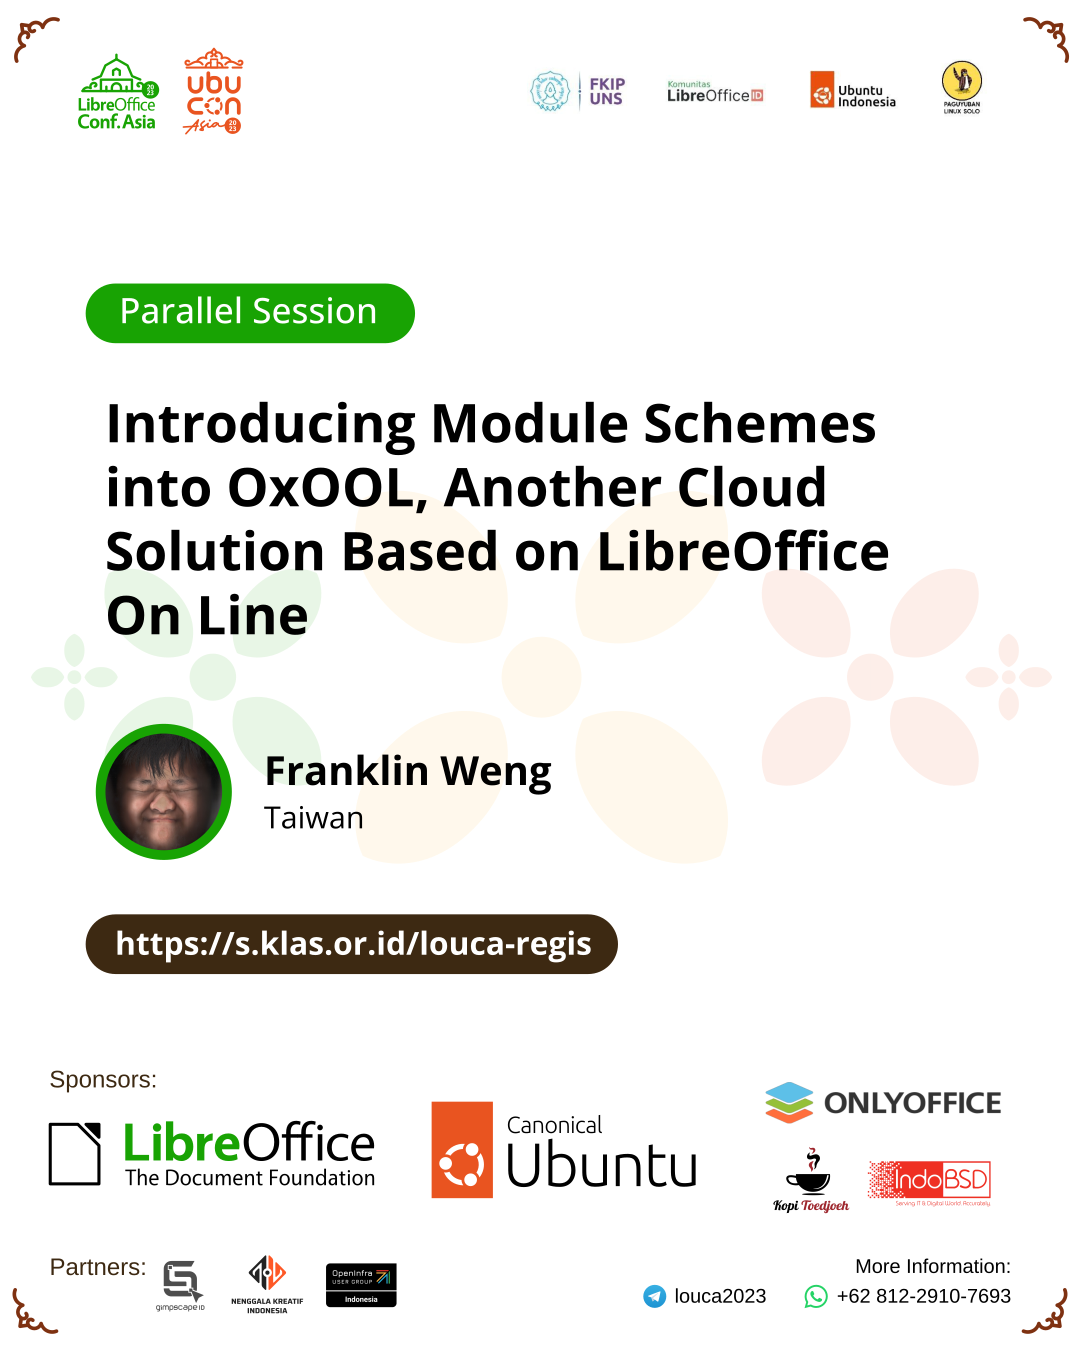 LibreOffice
Conf. Asia
2023
ubu
con
Asia
2023
FKIP
UNS
Komunitas
LibreOffice ID
Ubuntu
Indonesia
PAGUYUBAN
LINUX SOLO
Parallel Session
Introducing Module Schemes
into OxOOL, Another Cloud
Solution Based on LibreOffice
On Line
Franklin Weng
Taiwan
https://s.klas.or.id/louca-regis
Sponsors:
LibreOffice
The Document Foundation
Canonical
Ubuntu
ONLYOFFICE
Kopi Toedjoeh
IndoBSD
Serving IT & Digital World Accurately
Partners:
gimpscape ID
NENGGALA KREATIF
INDONESIA
OpenInfra
USER GROUP
Indonesia
More Information:
louca2023
+62 812-2910-7693